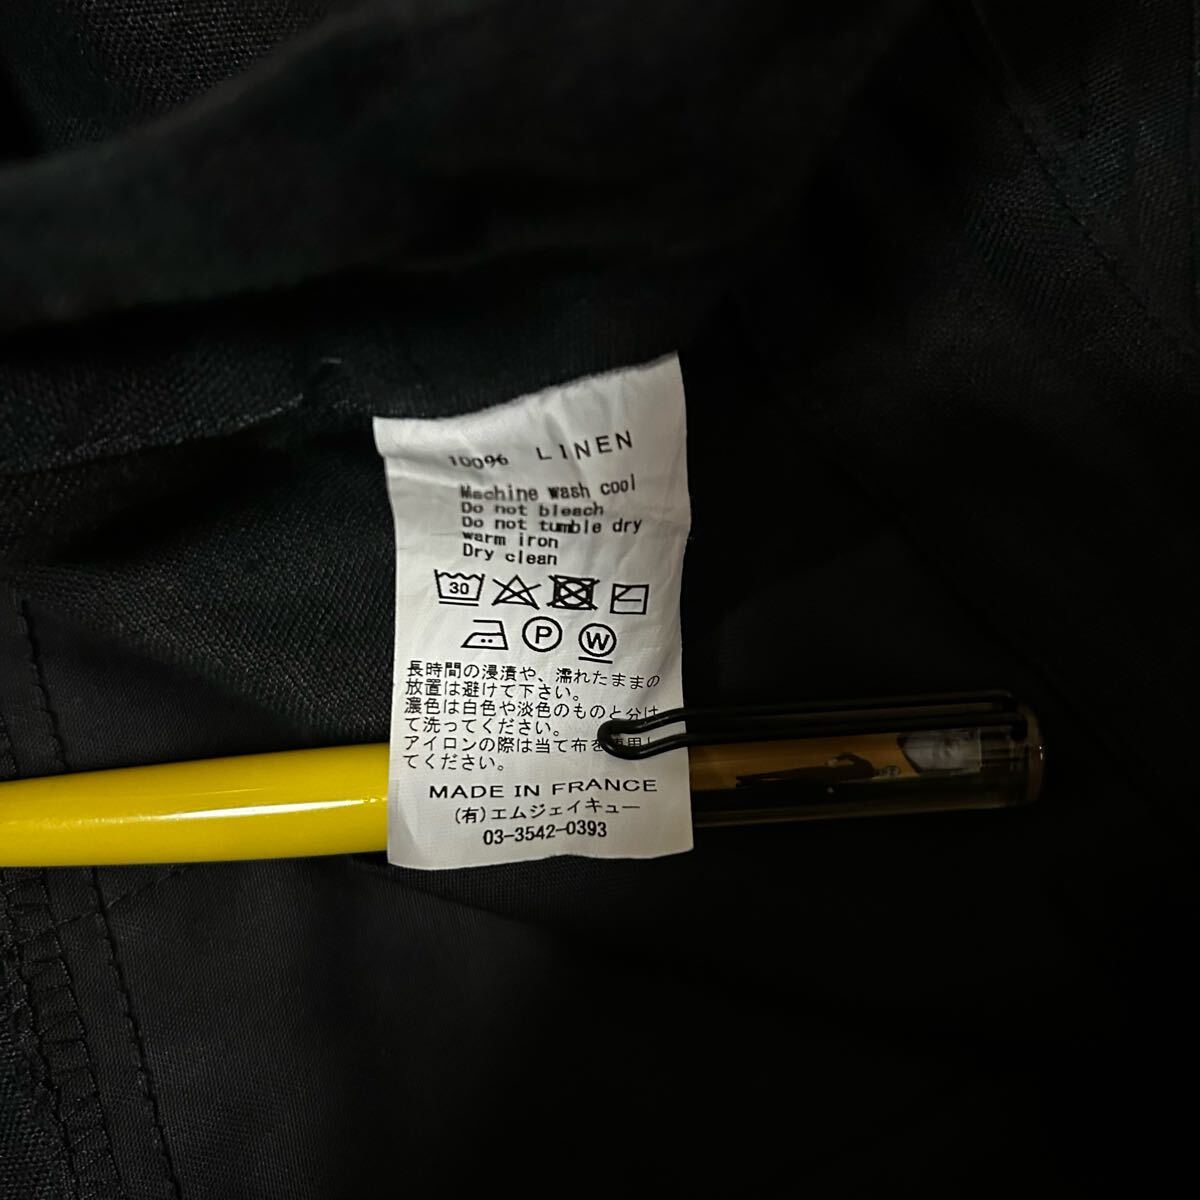 100% LINEN
Machine wash cool
Do not bleach
Do not tumble dry
warm iron
Dry clean
30
P W
長時間の浸漬や、濡れたままの
放置は避けて下さい。
濃色は白色や淡色のものと分け
て洗ってください。
アイロンの際は当て布を使用し
てください。
MADE IN FRANCE
(有)エムジェイキュー
03-3542-0393